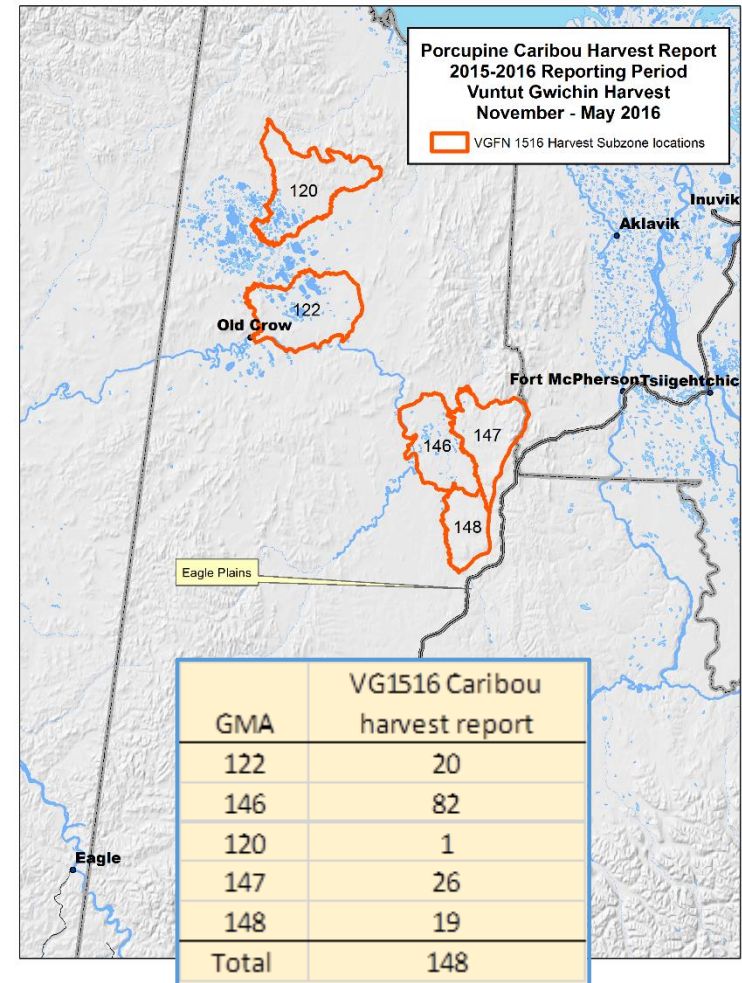 Porcupine Caribou Harvest Report
2015-2016 Reporting Period
Vuntut Gwichin Harvest
November - May 2016
VGFN 1516 Harvest Subzone locations
120
Inuvik
Aklavik
122
Old Crow
Fort McPherson
Tsiigehtchic
146
147
148
Eagle Plains
Eagle
GMA VG1516 Caribou
harvest report
122 20
146 82
120 1
147 26
148 19
Total 148